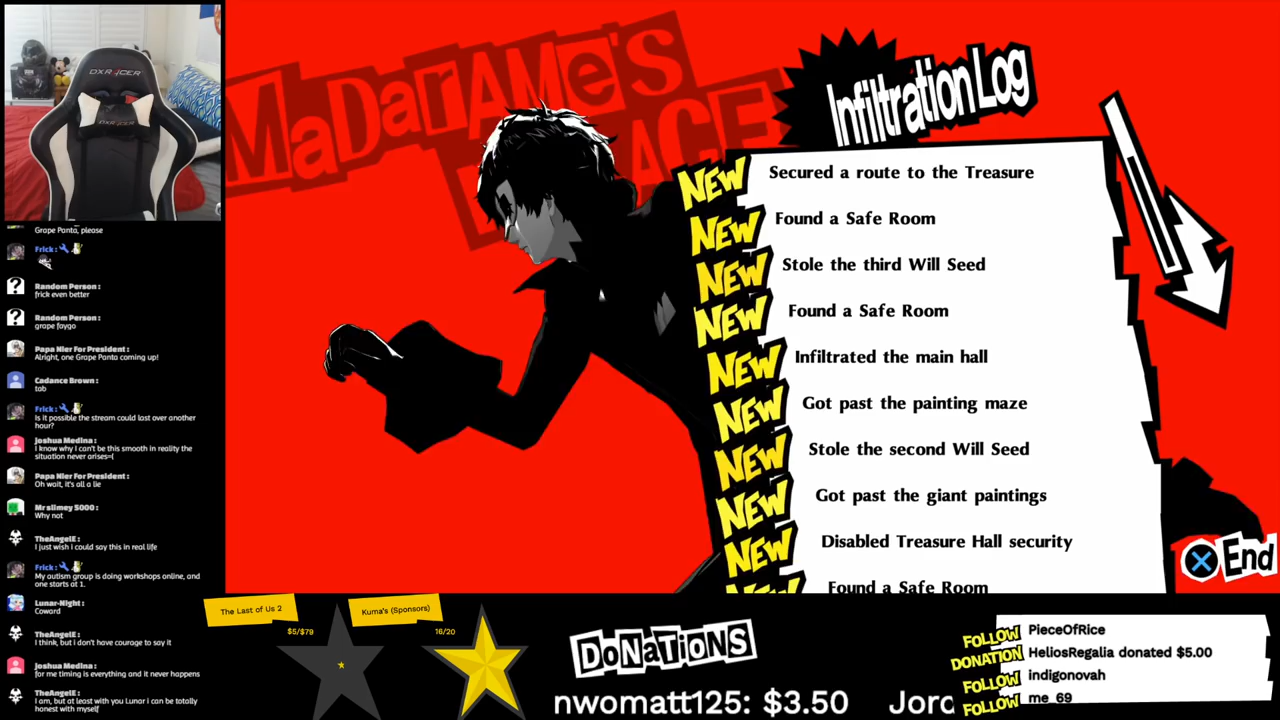 DXRACER
DXRACER
Grape Panta, please
Frick :
Random Person :
frick even better
Random Person :
grape faygo
Papa Nier For President :
Alright, one Grape Panta coming up!
Cadance Brown :
tob
Frick :
Is it possible the stream could last over another
hour?
Joshua Medina :
I know why I can't be this smooth in reality the
situation never arises=(
Papa Nier For President :
Oh wait, it's all a lie
Mr slimey 5000 :
Why not
TheAngelE :
I just wish I could say this in real life
Frick :
My autism group is doing workshops online, and
one starts at 1.
Lunar-Night :
Coward
TheAngelE :
I think, but I don't have courage to say it
Joshua Medina :
for me timing is everything and it never happens
TheAngelE :
I am, but at least with you Lunar I can be totally
honest with myself
MaDarAMe's
Infiltration Log
NEW Secured a route to the Treasure
NEW Found a Safe Room
NEW Stole the third Will Seed
NEW Found a Safe Room
NEW Infiltrated the main hall
NEW Got past the painting maze
NEW Stole the second Will Seed
NEW Got past the giant paintings
NEW Disabled Treasure Hall security
NEW Found a Safe Room
End
The Last of Us 2
$5/$79
Kuma's (Sponsors)
16/20
DoNaTioNS
nwomatt125: $3.50 Jord
FOLLOW PieceOfRice
DONATION HeliosRegalia donated $5.00
FOLLOW indigonovah
FOLLOW me 69